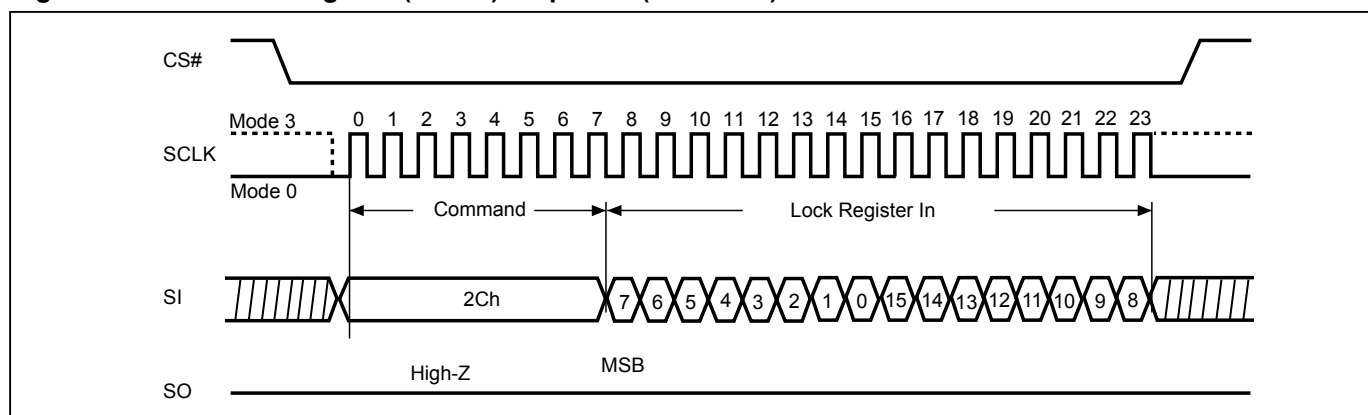 CS#
Mode 3
0 1 2 3 4 5 6 7 8 9 10 11 12 13 14 15 16 17 18 19 20 21 22 23
SCLK
Mode 0
Command
Lock Register In
SI
2Ch
7 6 5 4 3 2 1 0 15 14 13 12 11 10 9 8
High-Z
MSB
SO